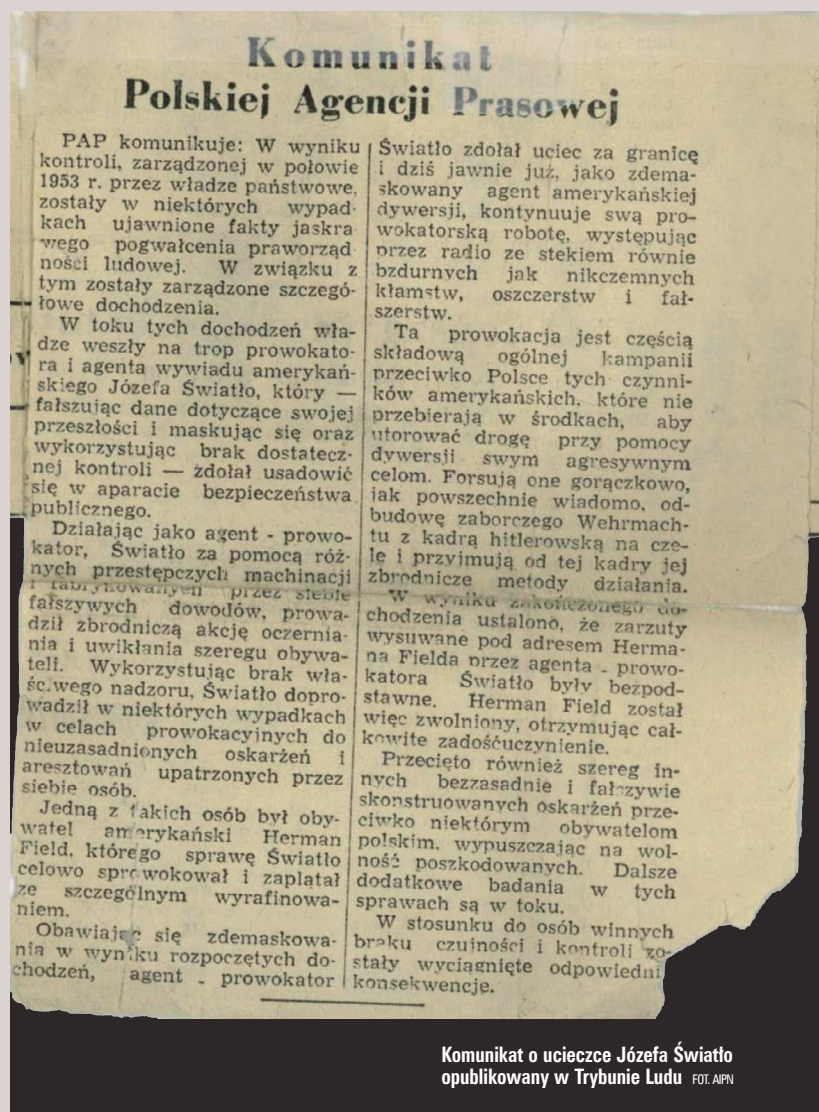 Komunikat
Polskiej Agencji Prasowej
PAP komunikuje: W wyniku
kontroli, zarządzonej w połowie
1953 r. przez władze państwowe,
zostały w niektórych wypad-
kach ujawnione fakty jaskra
wego pogwałcenia praworząd
ności ludowej. W związku z
tym zostały zarządzone szczegó-
łowe dochodzenia.
W toku tych dochodzeń wła-
dze weszły na trop prowokato-
ra i agenta wywiadu amerykań-
skiego Józefa Światło, który —
fałszując dane dotyczące swojej
przeszłości i maskując się oraz
wykorzystując brak dostatecz-
nej kontroli — zdołał usadowić
się w aparacie bezpieczeństwa
publicznego.
Działając jako agent - prowo-
kator, Światło za pomocą róż-
nych przestępczych machinacji
i fabrykowanych przez siebie
fałszywych dowodów, prowa-
dził zbrodniczą akcję oczernia-
nia i uwikłania szeregu obywa-
teli. Wykorzystując brak wła-
ściwego nadzoru, Światło dopro-
wadził w niektórych wypadkach
w celach prowokacyjnych do
nieuzasadnionych oskarżeń i
aresztowań upatrzonych przez
siebie osób.
Jedną z takich osób był oby-
watel amerykański Herman
Field, którego sprawę Światło
celowo sprowokował i zaplątał
ze szczególnym wyrafinowa-
niem.
Obawiając się zdemaskowa-
nia w wyniku rozpoczętych do-
chodzeń, agent - prowokator
Światło zdołał uciec za granicę
i dziś jawnie już, jako zdema-
skowany agent amerykańskiej
dywersji, kontynuuje swą pro-
wokatorską robotę, występując
przez radio ze stekiem równie
bzdurnych jak nikczemnych
kłamstw, oszczerstw i fał-
szerstw.
Ta prowokacja jest częścią
składową ogólnej kampanii
przeciwko Polsce tych czynni-
ków amerykańskich, które nie
przebierają w środkach, aby
utorować drogę przy pomocy
dywersji swym agresywnym
celom. Forsują one gorączkowo,
jak powszechnie wiadomo, od-
budowę zaborczego Wehrmach-
tu z kadrą hitlerowską na cze-
le i przyjmują od tej kadry jej
zbrodnicze metody działania.
W wyniku zakończonego do-
chodzenia ustalono, że zarzuty
wysuwane pod adresem Herma-
na Fielda przez agenta - prowo-
katora Światło były bezpod-
stawne. Herman Field został
więc zwolniony, otrzymując cał-
kowite zadośćuczynienie.
Przecięto również szereg in-
nych bezzasadnie i fałszywie
skonstruowanych oskarżeń prze-
ciwko niektórym obywatelom
polskim, wypuszczając na wol-
ność poszkodowanych. Dalsze
dodatkowe badania w tych
sprawach są w toku.
W stosunku do osób winnych
braku czujności i kontroli zo-
stały wyciągnięte odpowiedni
konsekwencje.
Komunikat o ucieczce Józefa Światło
opublikowany w Trybunie Ludu FOT. AIPN